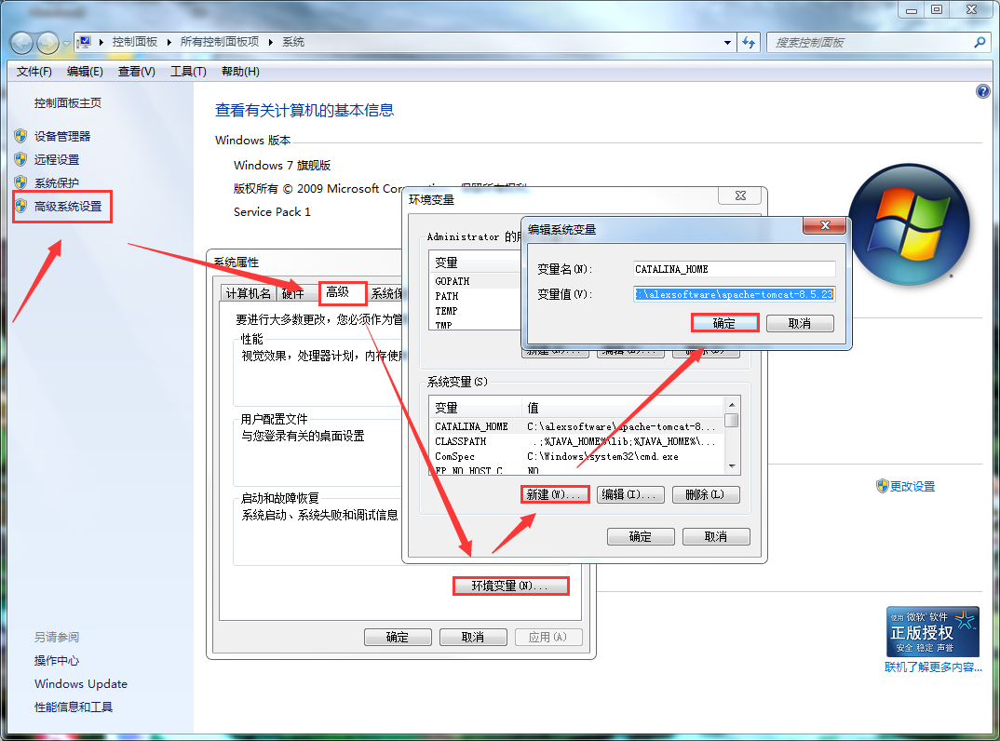 控制面板 ▸ 所有控制面板项 ▸ 系统
搜索控制面板
文件(F) 编辑(E) 查看(V) 工具(T) 帮助(H)
控制面板主页
设备管理器
远程设置
系统保护
高级系统设置
另请参阅
操作中心
Windows Update
性能信息和工具
查看有关计算机的基本信息
Windows 版本
Windows 7 旗舰版
版权所有 © 2009 Microsoft
Service Pack 1
更改设置
使用 微软 软件
正版授权
安全 稳定 声誉
联机了解更多内容...
系统属性
计算机名 硬件 高级 系统
要进行大多数更改，您必须作为
性能
视觉效果，处理器计划，内存使
用户配置文件
与您登录有关的桌面设置
启动和故障恢复
系统启动、系统失败和调试信息
环境变量(N)...
确定 取消 应用(A)
环境变量
Administrator 的
变量
GOPATH
PATH
TEMP
TMP
系统变量(S)
变量 值
CATALINA_HOME C:\alexsoftware\apache-tomcat-8...
CLASSPATH .;%JAVA_HOME%\lib;%JAVA_HOME%\...
ComSpec C:\Windows\system32\cmd.exe
FP_NO_HOST_C NO
新建(W)... 编辑(I)... 删除(L)
确定 取消
编辑系统变量
变量名(N): CATALINA_HOME
变量值(V): :\alexsoftware\apache-tomcat-8.5.23
确定 取消